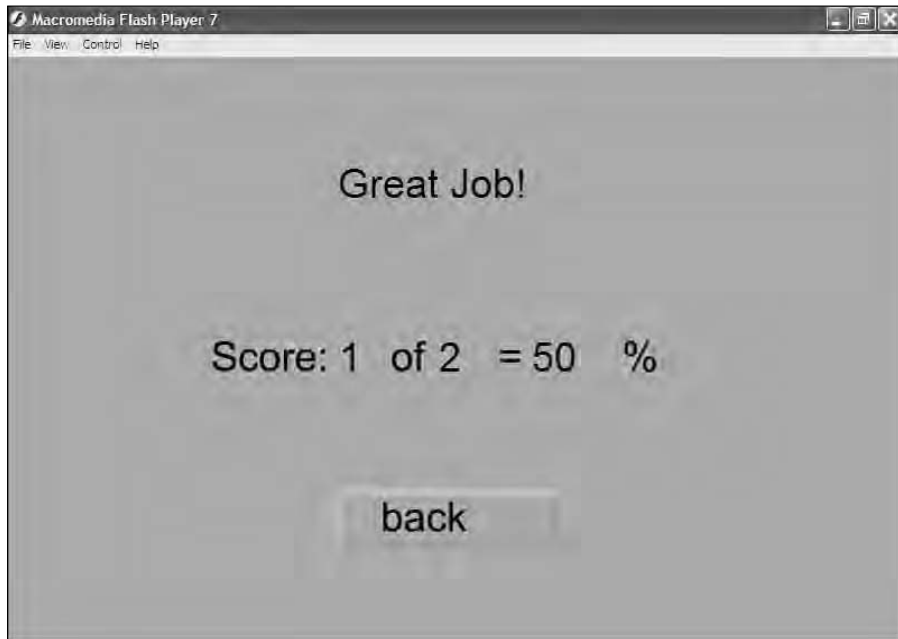 Macromedia Flash Player 7
File View Control Help
Great Job!
Score: 1 of 2 = 50 %
back